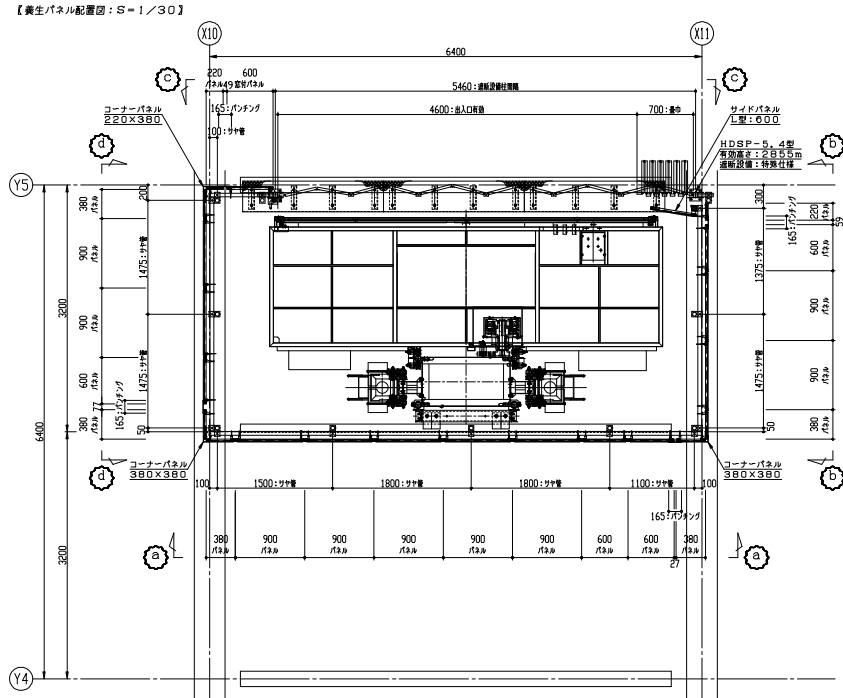 【養生パネル配置図：S＝1／30】
X10
X11
6400
c
c
220
パネル
600
49
窓付パネル
5460：遮断設備柱間隔
コーナーパネル
220×380
165：パンチング
4600：出入口有効
700：畳巾
サイドパネル
L型：600
100：サヤ管
d
HDSP-5.4型
有効高さ：2855m
遮断設備：特殊仕様
b
Y5
380
パネル
200
300
220
パネル
59
165：パンチング
900
パネル
1475：サヤ管
1375：サヤ管
600
パネル
3200
900
パネル
900
パネル
600
パネル
1475：サヤ管
1475：サヤ管
900
パネル
77
165：パンチング
380
パネル
50
50
380
パネル
6400
d
コーナーパネル
380×380
コーナーパネル
380×380
b
100
1500：サヤ管
1800：サヤ管
1800：サヤ管
1100：サヤ管
100
165：パンチング
a
a
380
パネル
900
パネル
900
パネル
900
パネル
900
パネル
900
パネル
600
パネル
600
パネル
380
パネル
27
3200
Y4